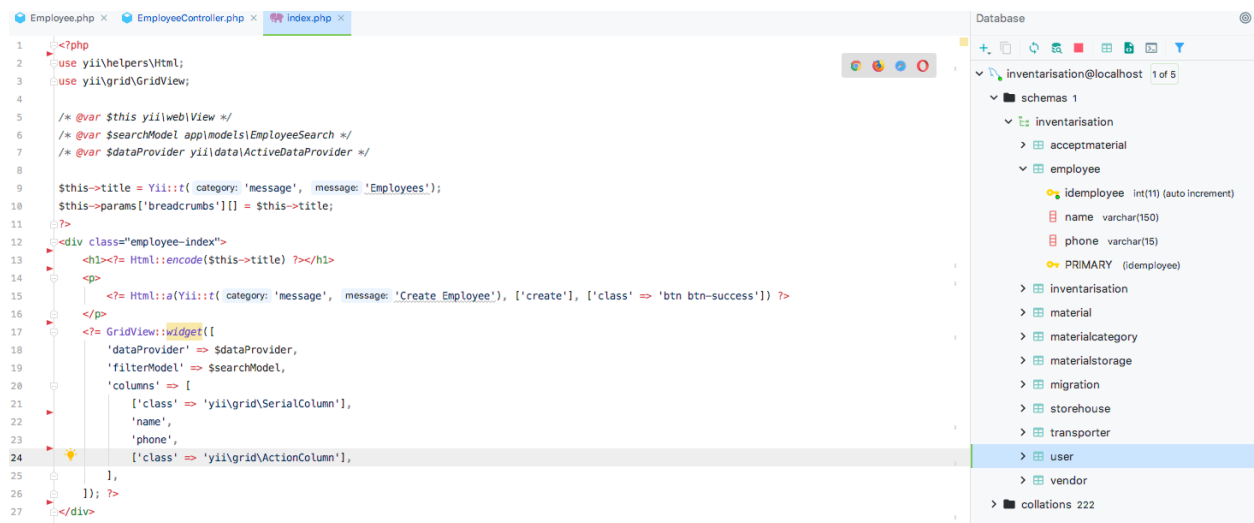 Employee.php × EmployeeController.php × index.php ×
1 <?php
2 use yii\helpers\Html;
3 use yii\grid\GridView;
4
5 /* @var $this yii\web\View */
6 /* @var $searchModel app\models\EmployeeSearch */
7 /* @var $dataProvider yii\data\ActiveDataProvider */
8
9 $this->title = Yii::t( category: 'message', message: 'Employees');
10 $this->params['breadcrumbs'][] = $this->title;
11 ?>
12 <div class="employee-index">
13 <h1><?= Html::encode($this->title) ?></h1>
14 <p>
15 <?= Html::a(Yii::t( category: 'message', message: 'Create Employee'), ['create'], ['class' => 'btn btn-success']) ?>
16 </p>
17 <?= GridView::widget([
18 'dataProvider' => $dataProvider,
19 'filterModel' => $searchModel,
20 'columns' => [
21 ['class' => 'yii\grid\SerialColumn'],
22 'name',
23 'phone',
24 ['class' => 'yii\grid\ActionColumn'],
25 ],
26 ]); ?>
27 </div>
Database
inventarisation@localhost 1 of 5
schemas 1
inventarisation
acceptmaterial
employee
idemployee int(11) (auto increment)
name varchar(150)
phone varchar(15)
PRIMARY (idemployee)
inventarisation
material
materialcategory
materialstorage
migration
storehouse
transporter
user
vendor
collations 222